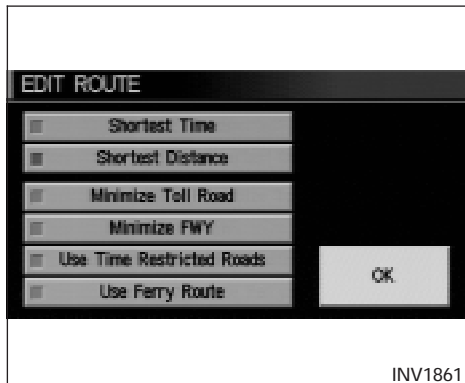 EDIT ROUTE
Shortest Time
Shortest Distance
Minimize Toll Road
Minimize FWY
Use Time Restricted Roads
Use Ferry Route
OK
INV1861